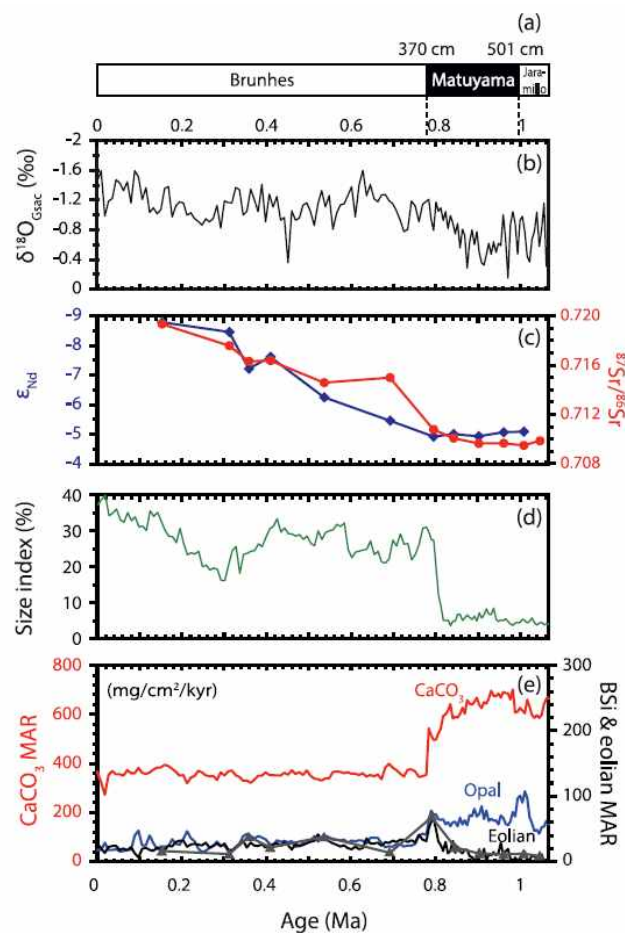 (a)
370 cm 501 cm
Brunhes Matuyama Jara-
millo
0 0.2 0.4 0.6 0.8 1
(b)
δ18OGsac (‰)
-2
-1.6
-1.2
-0.8
-0.4
0
(c)
εNd
-9
-8
-7
-6
-5
-4
0.720
0.716
0.712
0.708
87Sr/86Sr
(d)
Size index (%)
40
30
20
10
0
(e)
(mg/cm2/kyr)
CaCO3
Opal
Eolian
CaCO3 MAR
800
600
400
200
0
300
200
100
0
BSi & eolian MAR
0 0.2 0.4 0.6 0.8 1
Age (Ma)